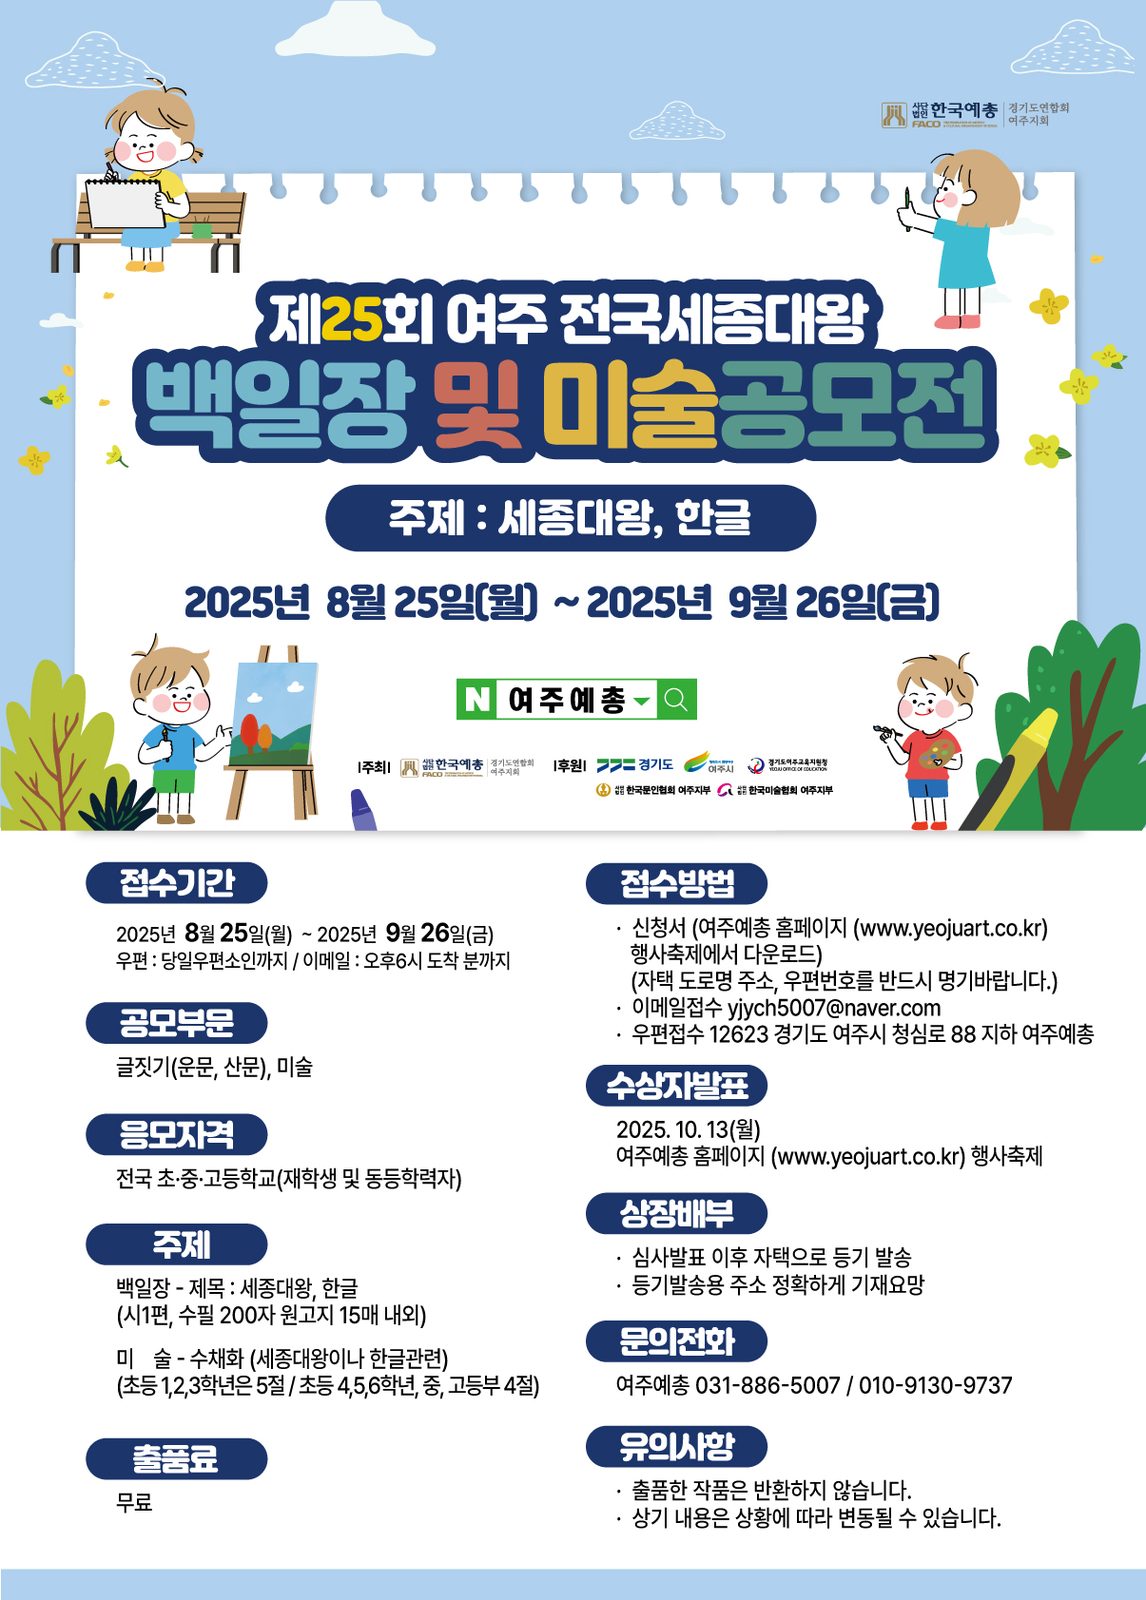 사단법인 한국예총 경기도연합회
FACO 여주지회
제25회 여주 전국세종대왕
백일장 및 미술공모전
주제 : 세종대왕, 한글
2025년 8월 25일(월) ~ 2025년 9월 26일(금)
N 여주예총
|주최| 사단법인 한국예총 FACO 경기도연합회 여주지회 |후원| 경기도 여주시 경기도여주교육지원청 YEOJU OFFICE OF EDUCATION
사단법인 한국문인협회 여주지부 사단법인 한국미술협회 여주지부
접수기간
2025년 8월 25일(월) ~ 2025년 9월 26일(금)
우편 : 당일우편소인까지 / 이메일 : 오후6시 도착 분까지
공모부문
글짓기(운문, 산문), 미술
응모자격
전국 초·중·고등학교(재학생 및 동등학력자)
주제
백일장 - 제목 : 세종대왕, 한글
(시1편, 수필 200자 원고지 15매 내외)
미 술 - 수채화 (세종대왕이나 한글관련)
(초등 1,2,3학년은 5절 / 초등 4,5,6학년, 중, 고등부 4절)
출품료
무료
접수방법
· 신청서 (여주예총 홈페이지 (www.yeojuart.co.kr)
행사축제에서 다운로드)
(자택 도로명 주소, 우편번호를 반드시 명기바랍니다.)
· 이메일접수 yjych5007@naver.com
· 우편접수 12623 경기도 여주시 청심로 88 지하 여주예총
수상자발표
2025. 10. 13(월)
여주예총 홈페이지 (www.yeojuart.co.kr) 행사축제
상장배부
· 심사발표 이후 자택으로 등기 발송
· 등기발송용 주소 정확하게 기재요망
문의전화
여주예총 031-886-5007 / 010-9130-9737
유의사항
· 출품한 작품은 반환하지 않습니다.
· 상기 내용은 상황에 따라 변동될 수 있습니다.